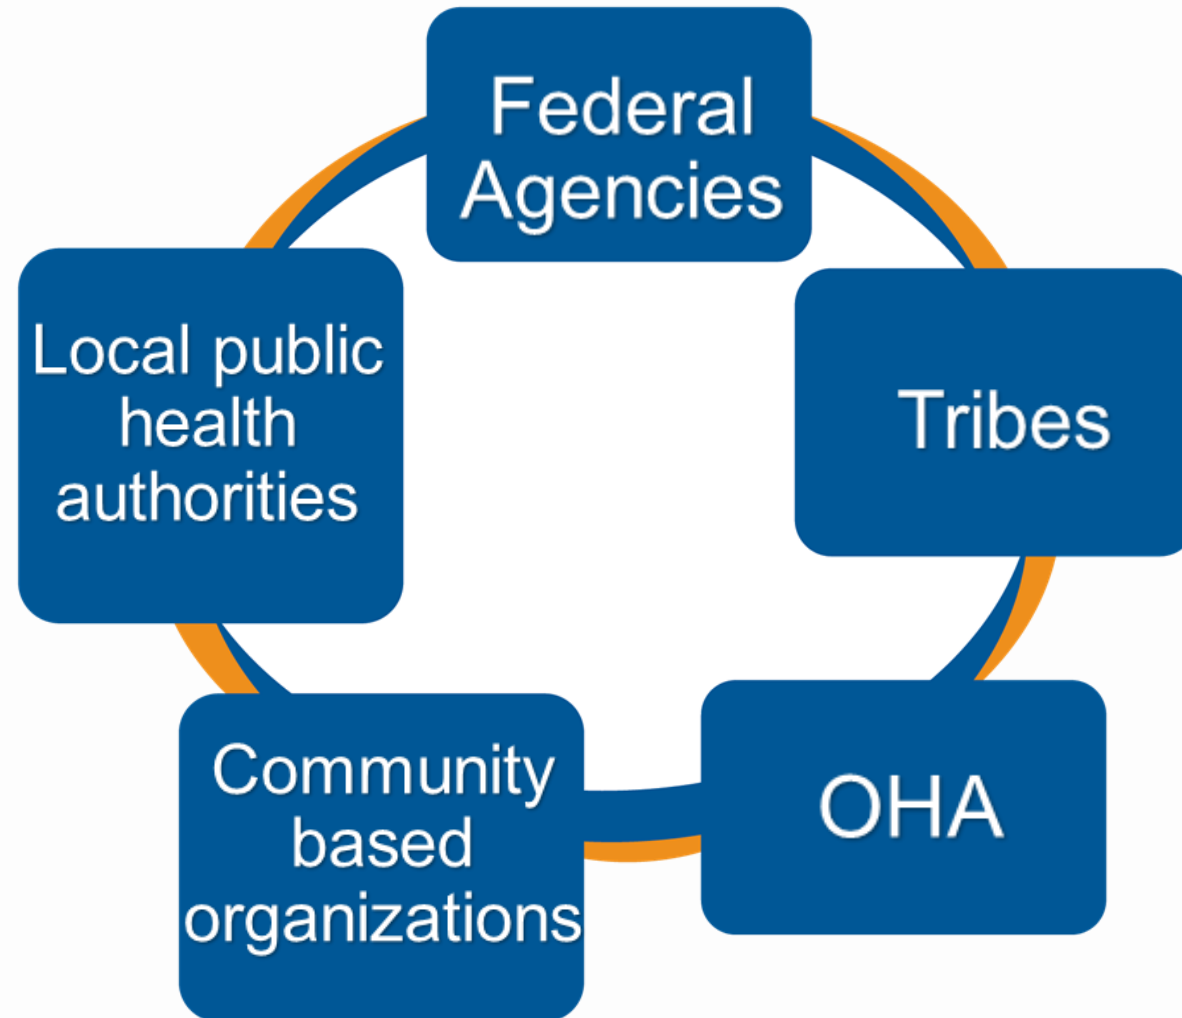 Federal
Agencies
Tribes
OHA
Community
based
organizations
Local public
health
authorities